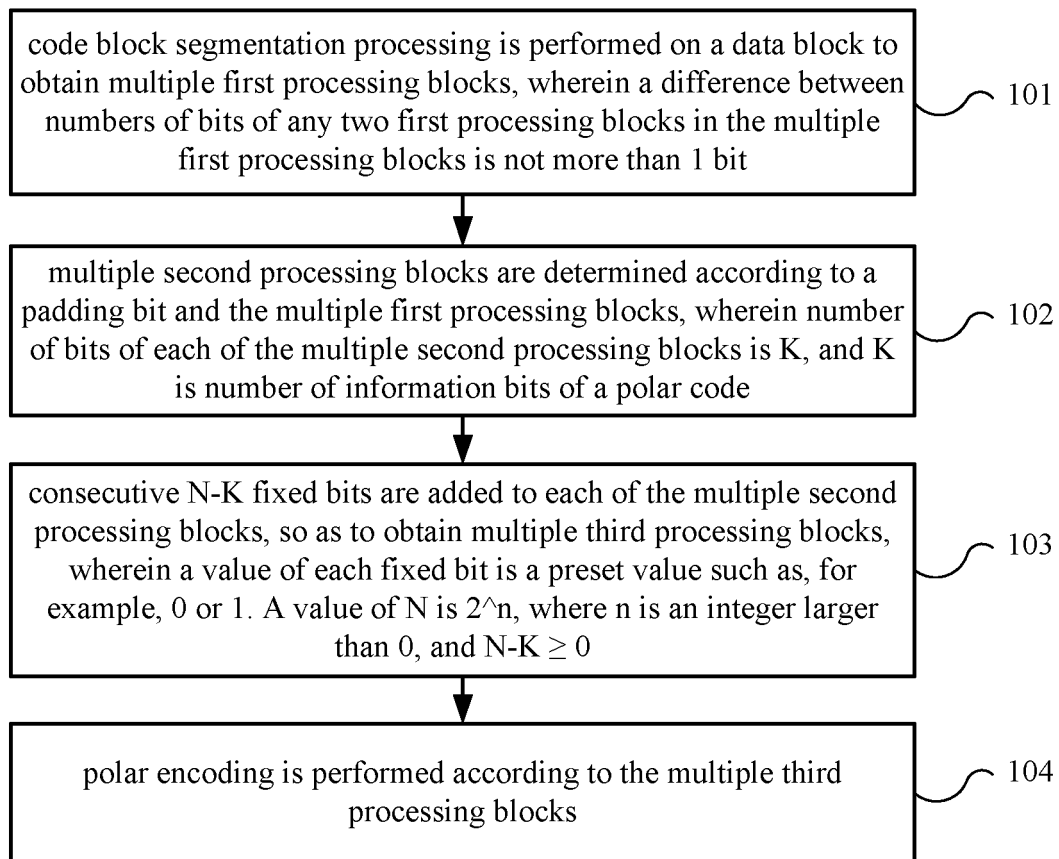 code block segmentation processing is performed on a data block to
obtain multiple first processing blocks, wherein a difference between
numbers of bits of any two first processing blocks in the multiple
first processing blocks is not more than 1 bit
101
multiple second processing blocks are determined according to a
padding bit and the multiple first processing blocks, wherein number
of bits of each of the multiple second processing blocks is K, and K
is number of information bits of a polar code
102
consecutive N-K fixed bits are added to each of the multiple second
processing blocks, so as to obtain multiple third processing blocks,
wherein a value of each fixed bit is a preset value such as, for
example, 0 or 1. A value of N is 2^n, where n is an integer larger
than 0, and N-K ≥ 0
103
polar encoding is performed according to the multiple third
processing blocks
104